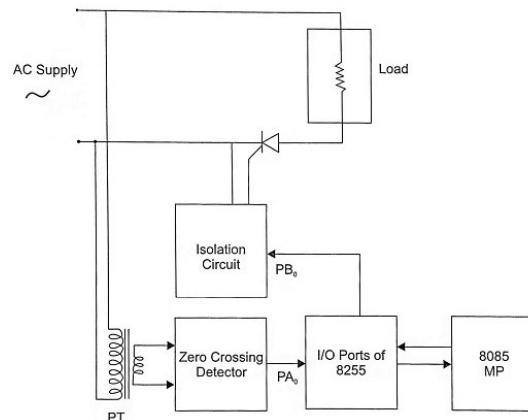 AC Supply
Load
Isolation
Circuit
PB₀
Zero Crossing
Detector
PA₀
I/O Ports of
8255
8085
MP
PT